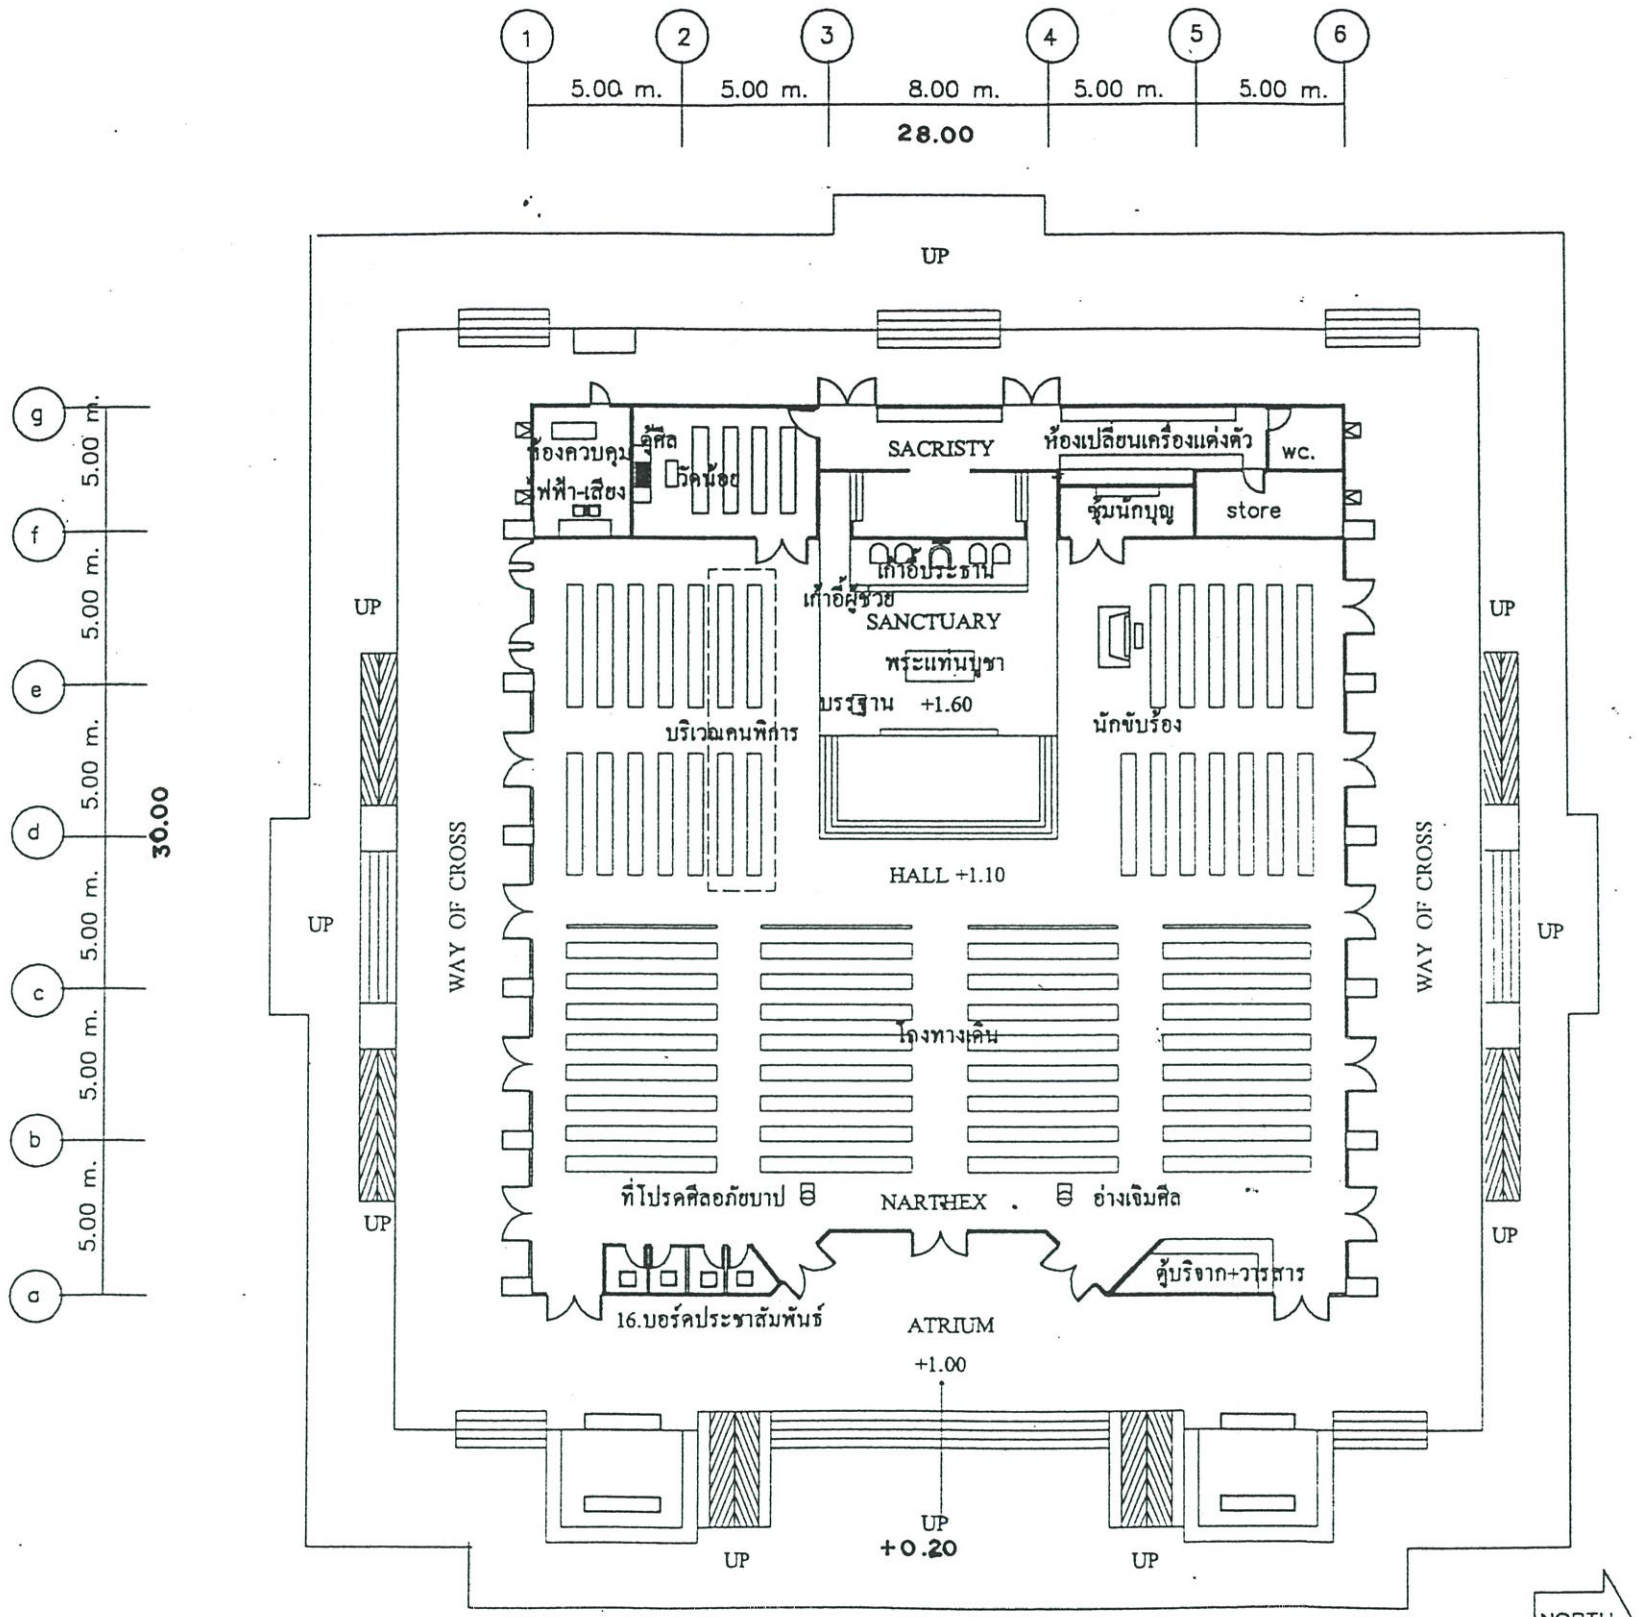 1 2 3 4 5 6
5.00 m. 5.00 m. 8.00 m. 5.00 m. 5.00 m.
28.00
UP
g
5.00 m.
f
5.00 m.
e
5.00 m.
d
5.00 m.
c
5.00 m.
b
5.00 m.
a
30.00
ห้องควบคุม
ไฟฟ้า-เสียง
ตู้ศีล
วัดน้อย
SACRISTY
ห้องเปลี่ยนเครื่องแต่งตัว
wc.
ซุ้มนักบุญ
store
เก้าอี้ประธาน
เก้าอี้ผู้ช่วย
SANCTUARY
พระแท่นบูชา
บรรฐาน +1.60
UP
UP
บริเวณคนพิการ
นักขับร้อง
HALL +1.10
WAY OF CROSS
WAY OF CROSS
UP
UP
โถงทางเดิน
ที่โปรดศีลอภัยบาป
NARTHEX
อ่างเจิมศีล
UP
UP
ตู้บริจาก+วารสาร
16.บอร์ดประชาสัมพันธ์
ATRIUM
+1.00
UP
+0.20
UP
UP
NORTH